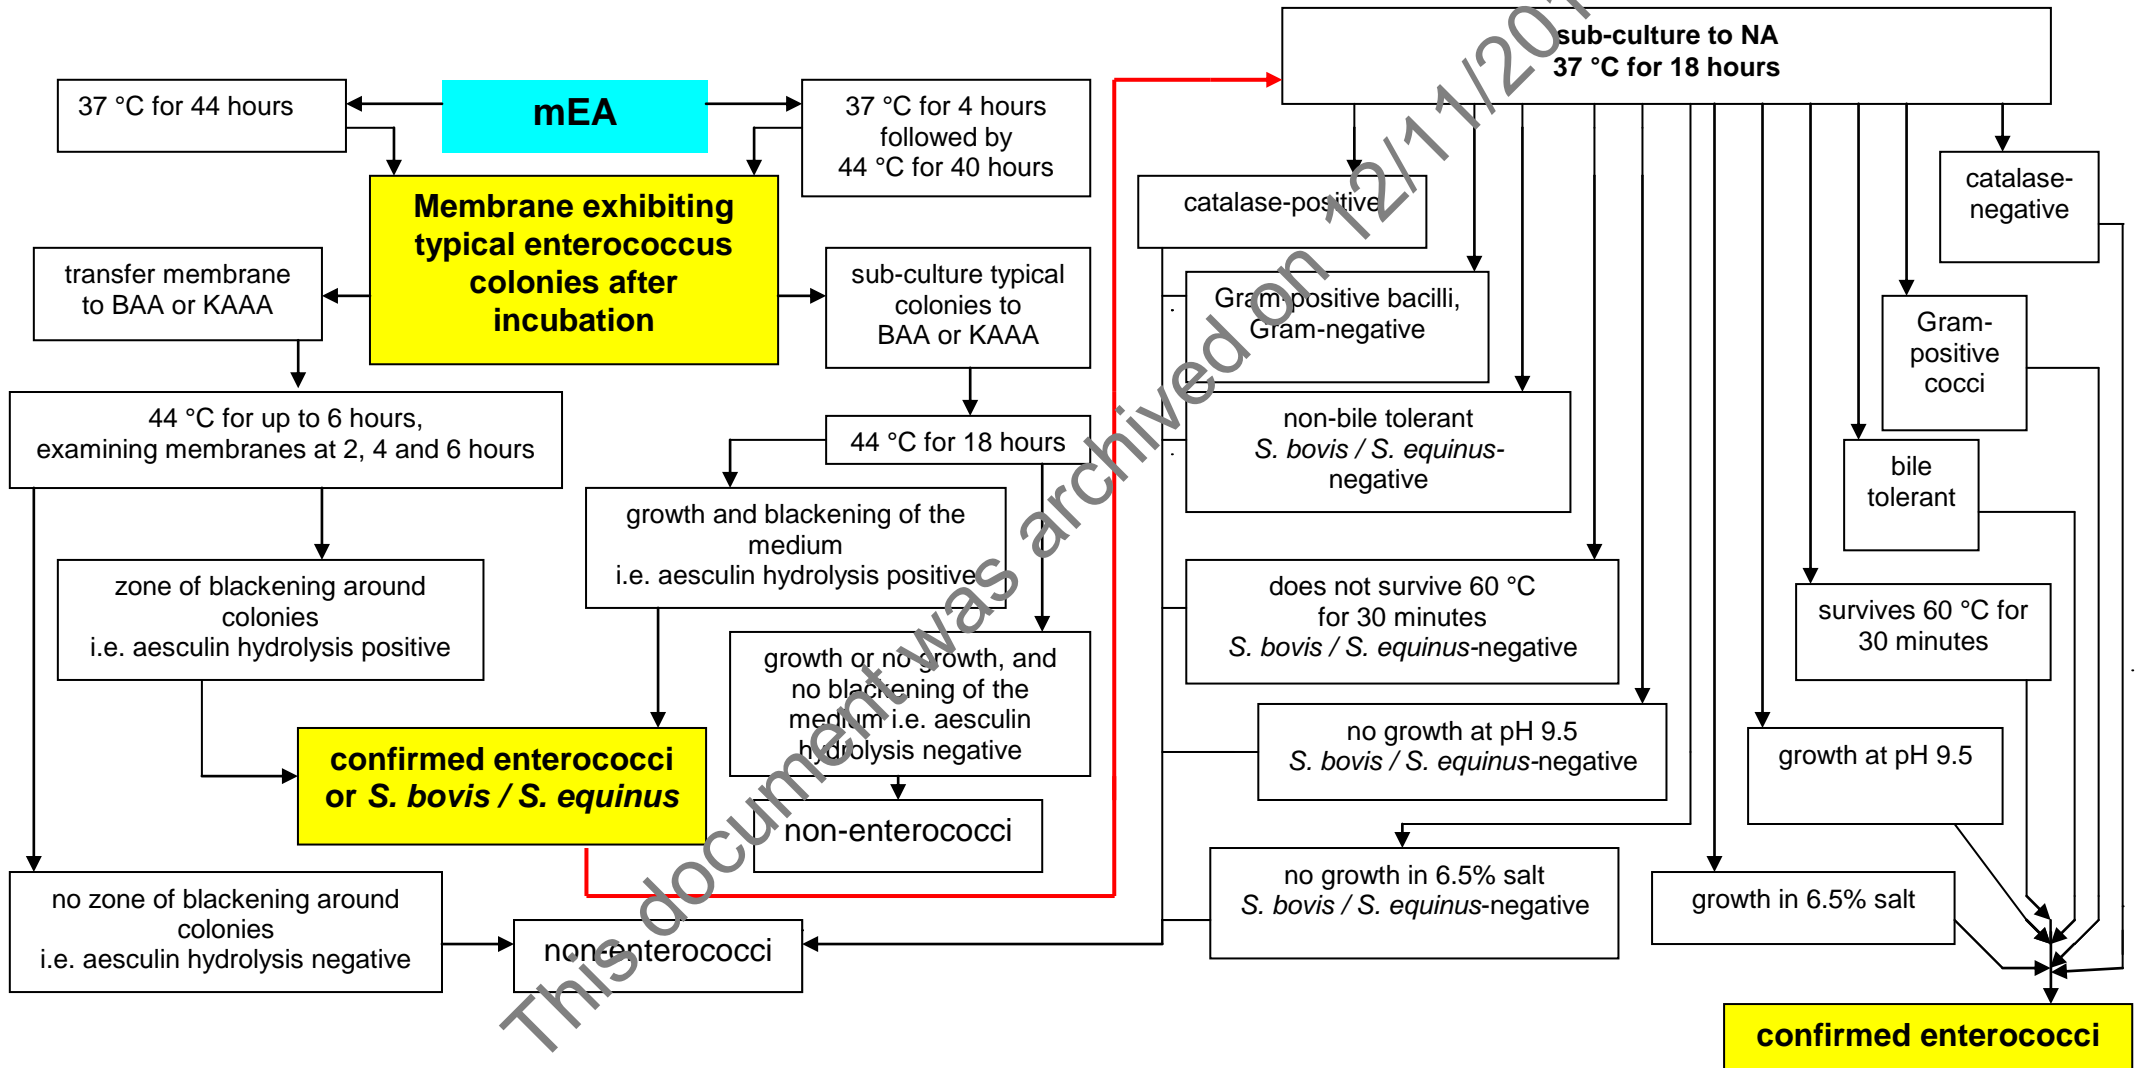 sub-culture to NA
37 °C for 18 hours
37 °C for 44 hours
mEA
37 °C for 4 hours
followed by
44 °C for 40 hours
catalase-
negative
catalase-positive
Membrane exhibiting
typical enterococcus
colonies after
incubation
transfer membrane
to BAA or KAAA
sub-culture typical
colonies to
BAA or KAAA
Gram-positive bacilli,
Gram-negative
Gram-
positive
cocci
44 °C for up to 6 hours,
examining membranes at 2, 4 and 6 hours
44 °C for 18 hours
non-bile tolerant
S. bovis / S. equinus-
negative
bile
tolerant
growth and blackening of the
medium
i.e. aesculin hydrolysis positive
zone of blackening around
colonies
i.e. aesculin hydrolysis positive
does not survive 60 °C
for 30 minutes
S. bovis / S. equinus-negative
survives 60 °C for
30 minutes
growth or no growth, and
no blackening of the
medium i.e. aesculin
hydrolysis negative
no growth at pH 9.5
S. bovis / S. equinus-negative
growth at pH 9.5
confirmed enterococci
or S. bovis / S. equinus
non-enterococci
no growth in 6.5% salt
S. bovis / S. equinus-negative
growth in 6.5% salt
no zone of blackening around
colonies
i.e. aesculin hydrolysis negative
non-enterococci
confirmed enterococci
This document was archived on 12/11/201